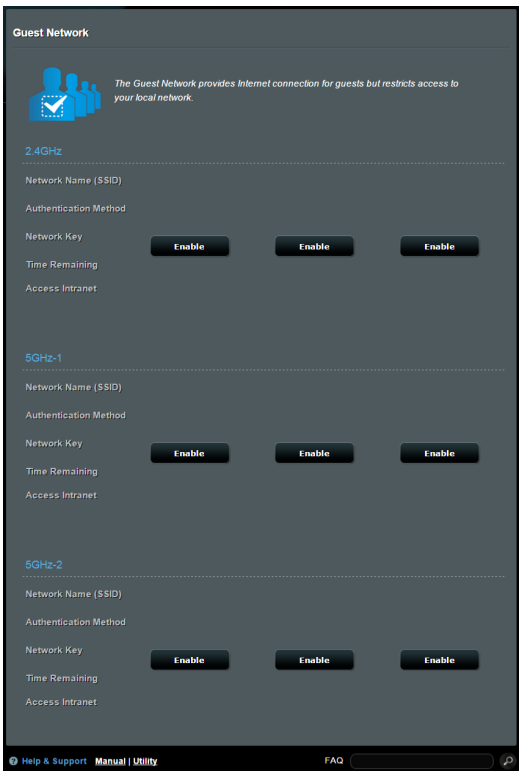 Guest Network
The Guest Network provides Internet connection for guests but restricts access to
your local network.
2.4GHz
Network Name (SSID)
Authentication Method
Network Key
Enable Enable Enable
Time Remaining
Access Intranet
5GHz-1
Network Name (SSID)
Authentication Method
Network Key
Enable Enable Enable
Time Remaining
Access Intranet
5GHz-2
Network Name (SSID)
Authentication Method
Network Key
Enable Enable Enable
Time Remaining
Access Intranet
? Help & Support Manual | Utility FAQ